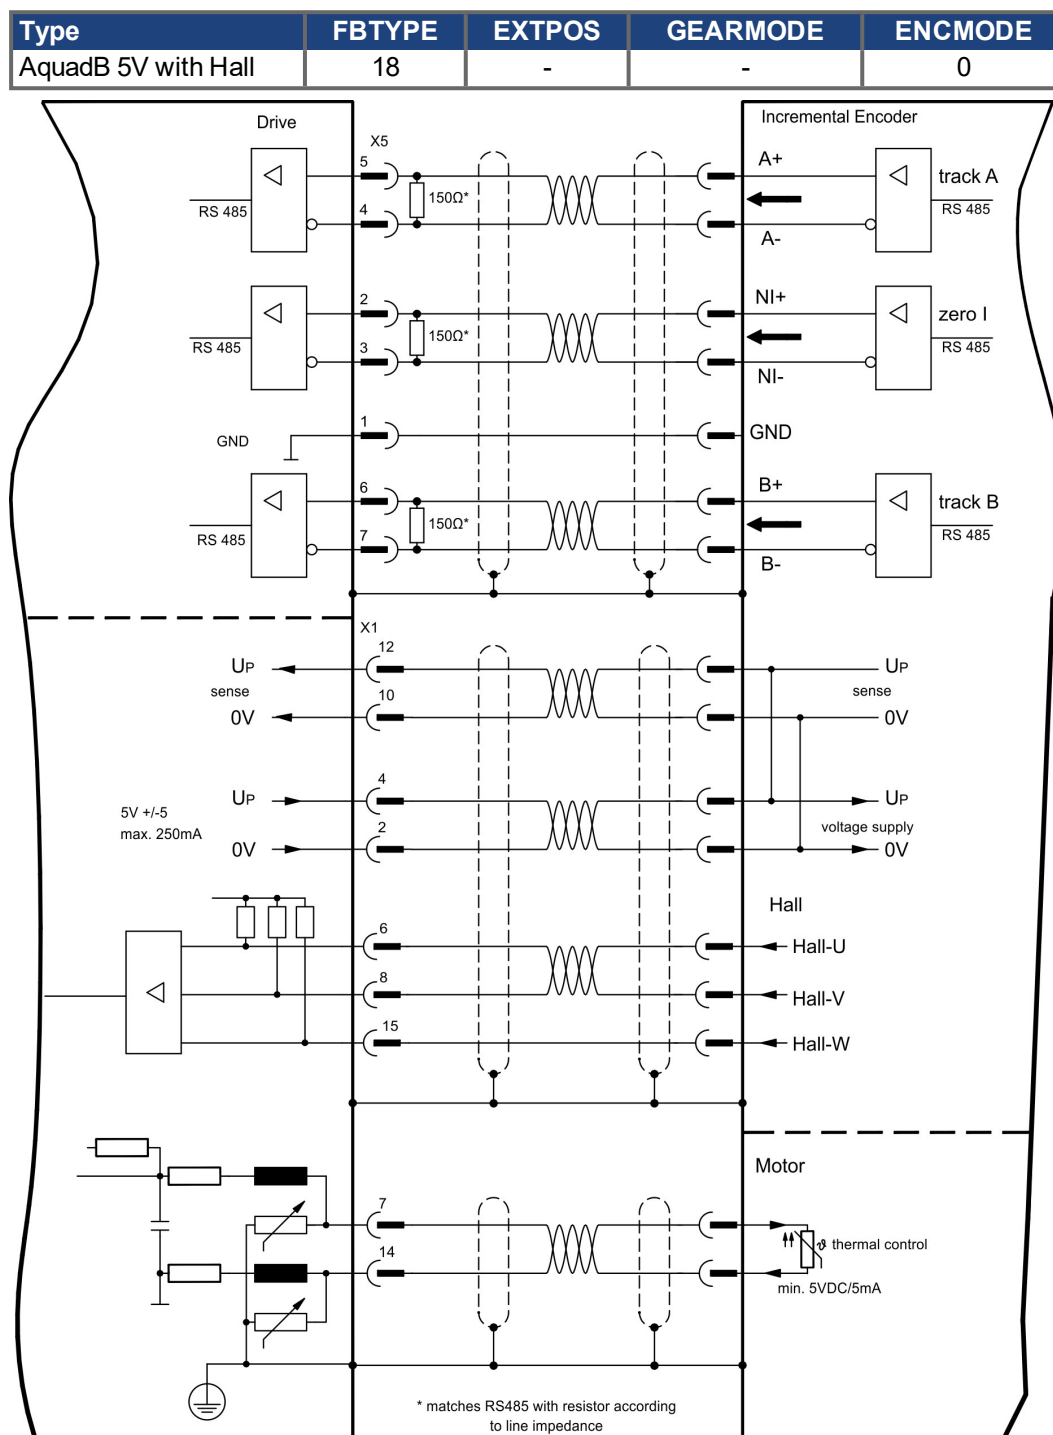 Type FBTYPE EXTPOS GEARMODE ENCMODE
AquadB 5V with Hall 18 - - 0
Drive
X5
Incremental Encoder
5
A+
track A
RS 485
150Ω*
RS 485
4
A-
2
NI+
zero I
RS 485
150Ω*
RS 485
3
NI-
1
GND
GND
6
B+
track B
RS 485
150Ω*
RS 485
7
B-
X1
12
UP
UP
sense
sense
10
0V
0V
4
UP
UP
5V +/-5
max. 250mA
voltage supply
2
0V
0V
Hall
6
Hall-U
8
Hall-V
15
Hall-W
Motor
7
ϑ thermal control
14
min. 5VDC/5mA
* matches RS485 with resistor according
to line impedance